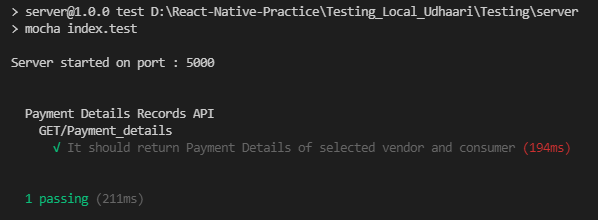 > server@1.0.0 test D:\React-Native-Practice\Testing_Local_Udhaari\Testing\server
> mocha index.test
Server started on port : 5000
Payment Details Records API
GET/Payment_details
√ It should return Payment Details of selected vendor and consumer (194ms)
1 passing (211ms)